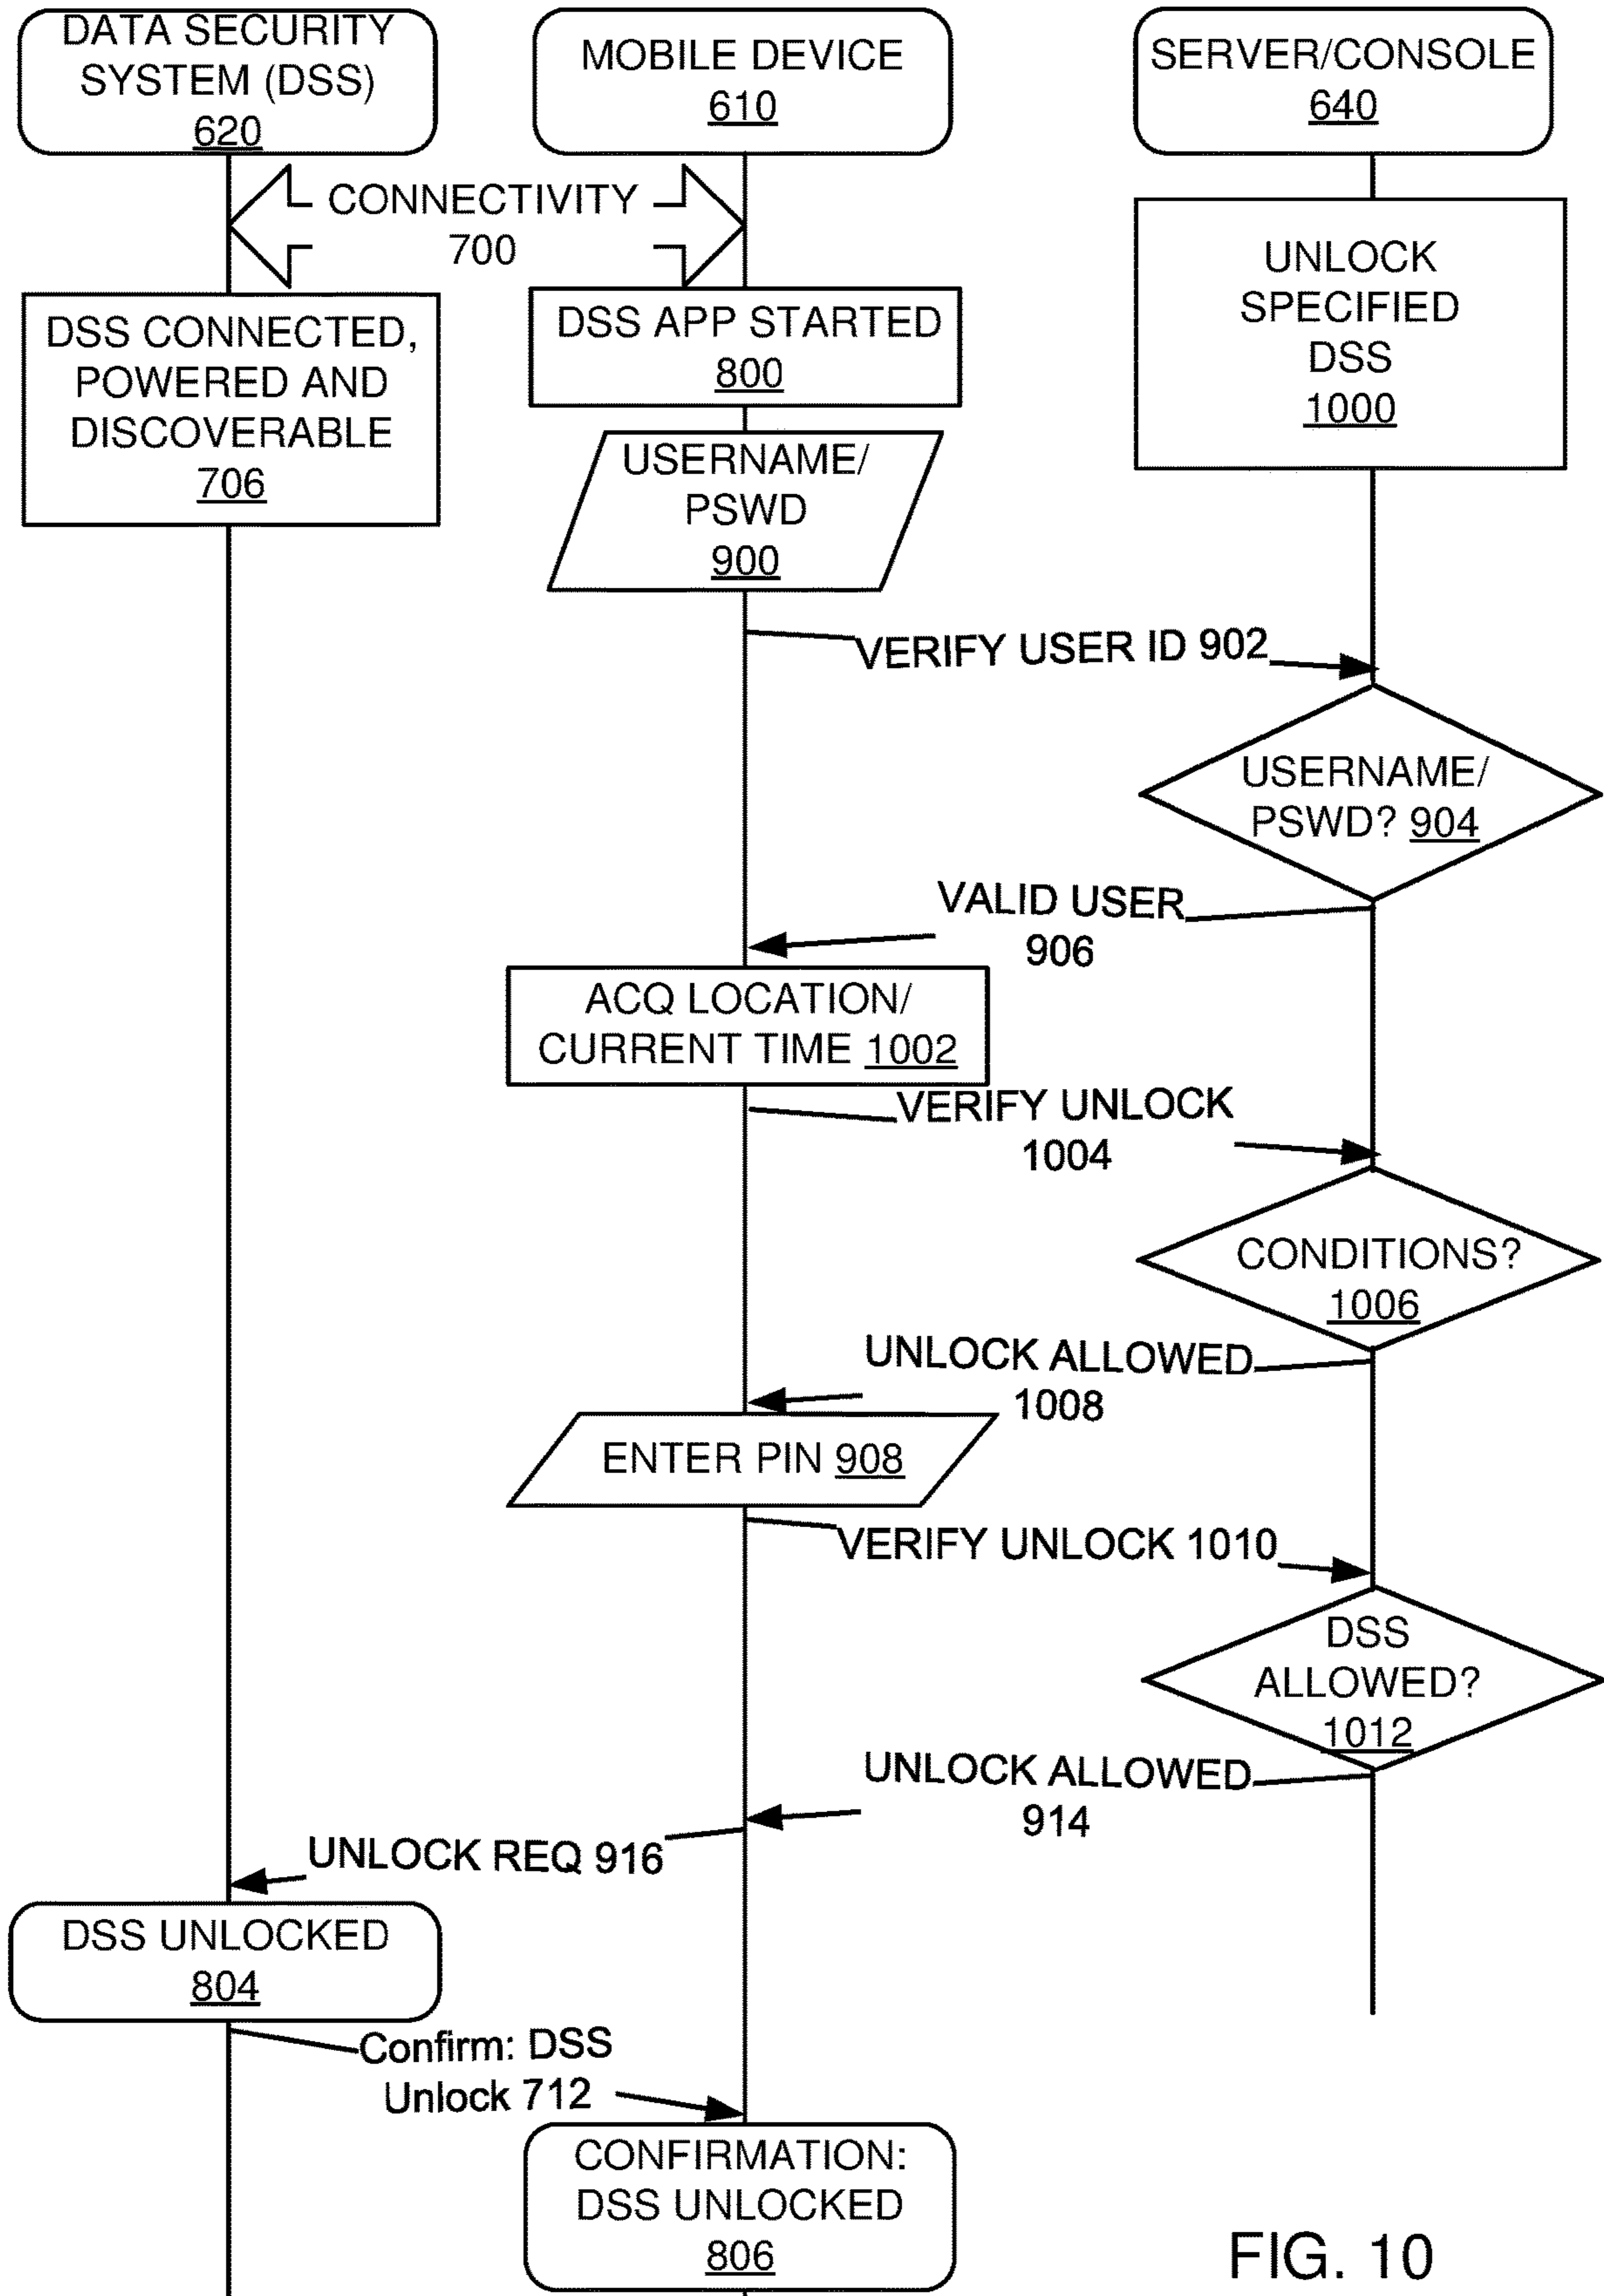 DATA SECURITY
SYSTEM (DSS)
620
MOBILE DEVICE
610
SERVER/CONSOLE
640
CONNECTIVITY
700
UNLOCK
SPECIFIED
DSS
1000
DSS CONNECTED,
POWERED AND
DISCOVERABLE
706
DSS APP STARTED
800
USERNAME/
PSWD
900
VERIFY USER ID 902
USERNAME/
PSWD? 904
VALID USER
906
ACQ LOCATION/
CURRENT TIME 1002
VERIFY UNLOCK
1004
CONDITIONS?
1006
UNLOCK ALLOWED
1008
ENTER PIN 908
VERIFY UNLOCK 1010
DSS
ALLOWED?
1012
UNLOCK ALLOWED
914
UNLOCK REQ 916
DSS UNLOCKED
804
Confirm: DSS
Unlock 712
CONFIRMATION:
DSS UNLOCKED
806
FIG. 10